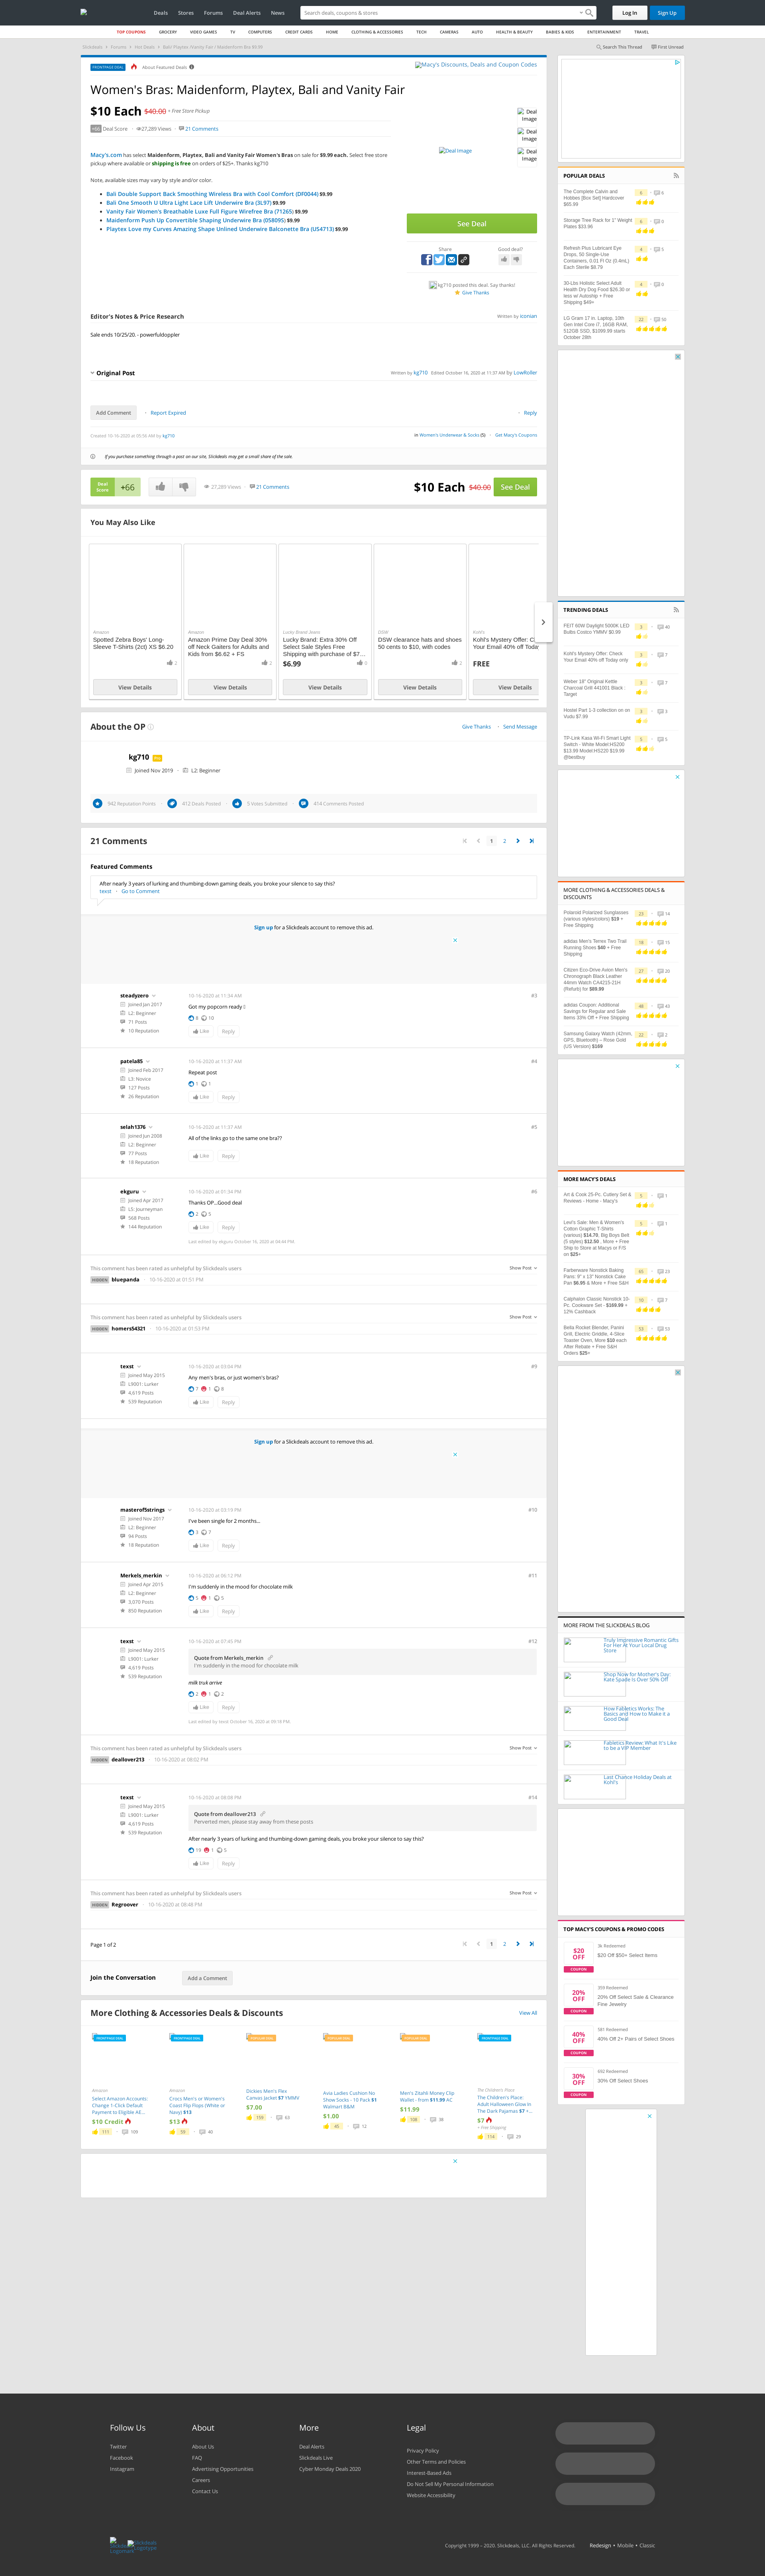 Deals Stores Forums Deal Alerts News
Search deals, coupons & stores
Log In Sign Up
TOP COUPONS GROCERY VIDEO GAMES TV COMPUTERS CREDIT CARDS HOME CLOTHING & ACCESSORIES TECH CAMERAS AUTO HEALTH & BEAUTY BABIES & KIDS ENTERTAINMENT TRAVEL
Slickdeals Forums Hot Deals
Search This Thread First Unread
FRONTPAGE DEAL About Featured Deals
Macy's Discounts, Deals and Coupon Codes
Women's Bras: Maidenform, Playtex, Bali and Vanity Fair
$10 Each $40.00 + Free Store Pickup
+66 Deal Score 27,289 Views 21 Comments
Deal Image
Deal Image
Deal Image
Deal Image
Macy's.com has select Maidenform, Playtex, Bali and Vanity Fair Women's Bras on sale for $9.99 each. Select free store
pickup where available or shipping is free on orders of $25+. Thanks kg710
Note, available sizes may vary by style and/or color.
Bali Double Support Back Smoothing Wireless Bra with Cool Comfort (DF0044) $9.99
Bali One Smooth U Ultra Light Lace Lift Underwire Bra (3L97) $9.99
Vanity Fair Women's Breathable Luxe Full Figure Wirefree Bra (71265) $9.99
Maidenform Push Up Convertible Shaping Underwire Bra (05809S) $9.99
Playtex Love my Curves Amazing Shape Unlined Underwire Balconette Bra (US4713) $9.99
See Deal
Share Good deal?
kg710 posted this deal. Say thanks!
Give Thanks
Editor's Notes & Price Research Written by iconian
Sale ends 10/25/20. - powerfuldoppler
Original Post Written by kg710 Edited October 16, 2020 at 11:37 AM by LowRoller
Add Comment Report Expired Reply
Created 10-16-2020 at 05:56 AM by kg710
in Women's Underwear & Socks Get Macy's Coupons
If you purchase something through a post on our site, Slickdeals may get a small share of the sale.
Deal Score +66 27,289 Views 21 Comments $10 Each $40.00 See Deal
You May Also Like
Amazon
Spotted Zebra Boys' Long-Sleeve T-Shirts (2ct) XS $6.20
2
View Details
Amazon
Amazon Prime Day Deal 30% off Neck Gaiters for Adults and Kids from $6.62 + FS
2
View Details
Lucky Brand Jeans
Lucky Brand: Extra 30% Off Select Sale Styles Free Shipping with purchase of $7...
$6.99 0
View Details
DSW
DSW clearance hats and shoes 50 cents to $10, with codes
2
View Details
Kohl's
Kohl's Mystery Offer: C
Your Email 40% off Today
FREE
View Details
About the OP Give Thanks Send Message
kg710 Pro
Joined Nov 2019 L2: Beginner
942 Reputation Points 412 Deals Posted 5 Votes Submitted 414 Comments Posted
21 Comments 1 2
Featured Comments
After nearly 3 years of lurking and thumbing-down gaming deals, you broke your silence to say this?
texst Go to Comment
Sign up for a Slickdeals account to remove this ad.
steadyzero 10-16-2020 at 11:34 AM #3
Joined Jan 2017 Got my popcorn ready
L2: Beginner
71 Posts 8 10
10 Reputation Like Reply
patela85 10-16-2020 at 11:37 AM #4
Joined Feb 2017 Repeat post
L3: Novice
127 Posts 1 1
26 Reputation Like Reply
selah1376 10-16-2020 at 11:37 AM #5
Joined Jun 2008 All of the links go to the same one bra??
L2: Beginner
77 Posts Like Reply
18 Reputation
ekguru 10-16-2020 at 01:34 PM #6
Joined Apr 2017 Thanks OP...Good deal
L5: Journeyman
568 Posts 2 5
144 Reputation Like Reply
Last edited by ekguru October 16, 2020 at 04:44 PM.
This comment has been rated as unhelpful by Slickdeals users Show Post
HIDDEN bluepanda 10-16-2020 at 01:51 PM
This comment has been rated as unhelpful by Slickdeals users Show Post
HIDDEN homers54321 10-16-2020 at 01:53 PM
texst 10-16-2020 at 03:04 PM #9
Joined May 2015 Any men's bras, or just women's bras?
L9001: Lurker
4,619 Posts 7 1 8
539 Reputation Like Reply
Sign up for a Slickdeals account to remove this ad.
masterof5strings 10-16-2020 at 03:19 PM #10
Joined Nov 2017 I've been single for 2 months...
L2: Beginner
94 Posts 3 7
18 Reputation Like Reply
Merkels_merkin 10-16-2020 at 06:12 PM #11
Joined Apr 2015 I'm suddenly in the mood for chocolate milk
L2: Beginner
3,070 Posts 5 1 5
850 Reputation Like Reply
texst 10-16-2020 at 07:45 PM #12
Joined May 2015 Quote from Merkels_merkin
L9001: Lurker I'm suddenly in the mood for chocolate milk
4,619 Posts
539 Reputation milk truk arrive
2 1 2
Like Reply
This comment has been rated as unhelpful by Slickdeals users Show Post
HIDDEN deallover213 10-16-2020 at 08:02 PM
texst 10-16-2020 at 08:08 PM #14
Joined May 2015 Quote from deallover213
L9001: Lurker Perverted men, please stay away from these posts
4,619 Posts
539 Reputation After nearly 3 years of lurking and thumbing-down gaming deals, you broke your silence to say this?
19 1 5
Like Reply
This comment has been rated as unhelpful by Slickdeals users Show Post
HIDDEN Regroover 10-16-2020 at 08:48 PM
Page 1 of 2 1 2
Join the Conversation Add a Comment
More Clothing & Accessories Deals & Discounts View All
Amazon
Select Amazon Accounts: Change 1-Click Default Payment to Eligible AE...
$10 Credit
111 199
Amazon
Crocs Men's or Women's Coast Flip Flops (White or Navy) $13
$13
59 40
Dickies Men's Flex Canvas Jacket $7 YMMV
$7.00
159 63
Avia Ladies Cushion No Show Socks - 10 Pack $1 Walmart B&M
$1.00
40 12
Men's Zitahli Money Clip Wallet - from $11.99 AC
$11.99
108 38
The Children's Place
The Children's Place: Adult Halloween Glow In The Dark Pajamas $7 +...
$7
+ Free Shipping
114 29
POPULAR DEALS
The Complete Calvin and Hobbes [Box Set] Hardcover $65.99 6 6
Storage Tree Rack for 1" Weight Plates $33.96 6 0
Refresh Plus Lubricant Eye Drops, 50 Single-Use Containers, 0.01 Fl Oz (0.4mL) Each Sterile $6.79 4 5
30-Lbs Holistic Select Adult Health Dry Dog Food $26.30 or less w/ Autoship + Free Shipping $49+ 4 0
LG Gram 17 in. Laptop, 10th Gen Intel Core i7, 16GB RAM, 512GB SSD, $1099.99 starts October 28th 22 50
TRENDING DEALS
FEIT 60W Daylight 5000K LED Bulbs Costco YMMV $0.99 3 40
Kohl's Mystery Offer: Check Your Email 40% off Today only 3 7
Weber 18" Original Kettle Charcoal Grill 441001 Black : Target 3 7
Hostel Part 1-3 collection on on Vudu $7.99 3 3
TP-Link Kasa Wi-Fi Smart Light Switch - White Model:HS200 $13.99 Model:HS220 $19.99 @bestbuy 5 5
MORE CLOTHING & ACCESSORIES DEALS & DISCOUNTS
Polaroid Polarized Sunglasses (various styles/colors) $19 + Free Shipping 23 14
adidas Men's Terrex Two Trail Running Shoes $40 + Free Shipping 18 15
Citizen Eco-Drive Avion Men's Chronograph Black Leather 44mm Watch CA4215-21H (Refurb) for $89.99 27 20
adidas Coupon: Additional Savings for Regular and Sale Items 33% Off + Free Shipping 48 43
Samsung Galaxy Watch (42mm, GPS, Bluetooth) – Rose Gold (US Version) $169 22 2
MORE MACY'S DEALS
Art & Cook 25-Pc. Cutlery Set & Reviews - Home - Macy's 5 1
Levi's Sale: Men & Women's Cotton Graphic T-Shirts (various) $14.70, Big Boys Belt (5 styles) $12.50 , More + Free Ship to Store at Macys or F/S on $25+ 5 1
Farberware Nonstick Baking Pans: 9" x 13" Nonstick Cake Pan $6.95 & More + Free S&H 65 23
Calphalon Classic Nonstick 10-Pc. Cookware Set - $169.99 + 12% Cashback 10 7
Bella Rocket Blender, Panini Grill, Electric Griddle, 4-Slice Toaster Oven, More $10 each After Rebate + Free S&H Orders $25+ 53 53
MORE FROM THE SLICKDEALS BLOG
Truly Impressive Romantic Gifts For Her At Your Local Drug Store
Shop Now for Mother's Day: Kate Spade Is Over 50% Off
How Fabletics Works: The Basics and How to Make it a Good Deal
Fabletics Review: What It's Like to be a VIP Member
Last Chance Holiday Deals at Kohl's
TOP MACY'S COUPONS & PROMO CODES
$20 OFF COUPON 3k Redeemed
$20 Off $50+ Select Items
20% OFF COUPON 359 Redeemed
20% Off Select Sale & Clearance Fine Jewelry
40% OFF COUPON 581 Redeemed
40% Off 2+ Pairs of Select Shoes
30% OFF COUPON 692 Redeemed
30% Off Select Shoes
Follow Us About More Legal
Twitter
Facebook
Instagram
About Us
FAQ
Advertising Opportunities
Careers
Contact Us
Deal Alerts
Slickdeals Live
Cyber Monday Deals 2020
Privacy Policy
Other Terms and Policies
Interest-Based Ads
Do Not Sell My Personal Information
Website Accessibility
Copyright 1999 – 2020. Slickdeals, LLC. All Rights Reserved. Redesign • Mobile • Classic